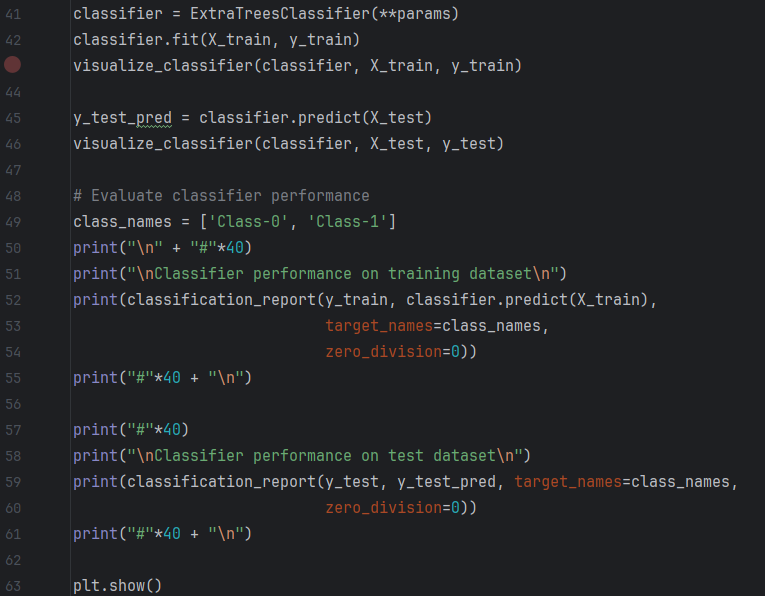 41 classifier = ExtraTreesClassifier(**params)
42 classifier.fit(X_train, y_train)
visualize_classifier(classifier, X_train, y_train)
44
45 y_test_pred = classifier.predict(X_test)
46 visualize_classifier(classifier, X_test, y_test)
47
48 # Evaluate classifier performance
49 class_names = ['Class-0', 'Class-1']
50 print("\n" + "#"*40)
51 print("\nClassifier performance on training dataset\n")
52 print(classification_report(y_train, classifier.predict(X_train),
53 target_names=class_names,
54 zero_division=0))
55 print("#"*40 + "\n")
56
57 print("#"*40)
58 print("\nClassifier performance on test dataset\n")
59 print(classification_report(y_test, y_test_pred, target_names=class_names,
60 zero_division=0))
61 print("#"*40 + "\n")
62
63 plt.show()